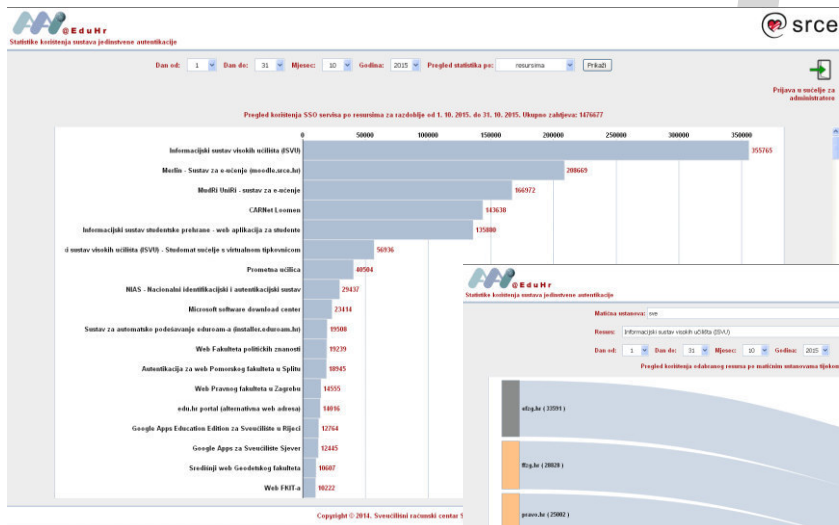 AAI@EduHr
Statistike korištenja sustava jedinstvene autentikacije
srce
Dan od: 1 Dan do: 31 Mjesec: 10 Godina: 2015 Pregled statistika po: resursima Prikaži
Prijava u sučelje za
administratore
Pregled korištenja SSO servisa po resursima za razdoblje od 1. 10. 2015. do 31. 10. 2015. Ukupno zahtjeva: 1476677
0 50000 100000 150000 200000 250000 300000 350000
Informacijski sustav visokih učilišta (ISVU) 355765
Merlin - Sustav za e-učenje (moodle.srce.hr) 208669
MudRi UniRi - sustav za e-učenje 166972
CARNet Loomen 143630
Informacijski sustav studentske prehrane - web aplikacija za studente
i sustav visokih učilišta (ISVU) - Studomat sučelje s virtualnom tipkovnicom 56936
Prometna učilica 40504
NIAS - Nacionalni identifikacijski i autentikacijski sustav 29437
Microsoft software download center 23414
Sustav za automatsko podešavanje eduroam-a (installer.eduroam.hr) 19500
Web Fakulteta političkih znanosti 19239
Autentikacija za web Pomorskog fakulteta u Splitu 18945
Web Pravnog fakulteta u Zagrebu 14555
edu.hr portal (alternativna web adresa) 14016
Google Apps Education Edition za Sveučilište u Rijeci 12764
Google Apps za Sveučilište Sjever 12445
Središnji web Geodetskog fakulteta 10607
Web FKIT-a 10222
Copyright © 2014. Sveučilišni računski centar
AAI@EduHr
Statistike korištenja sustava jedinstvene autentikacije
Matična ustanova: sve
Resurs: Informacijski sustav visokih učilišta (ISVU)
Dan od: 1 Dan do: 31 Mjesec: 10 Godina: 2015
Pregled korištenja odabranog resursa po matičnim ustanovama tijekom
efzg.hr ( 33591 )
ffzg.hr ( 28020 )
pravo.hr ( 25002 )